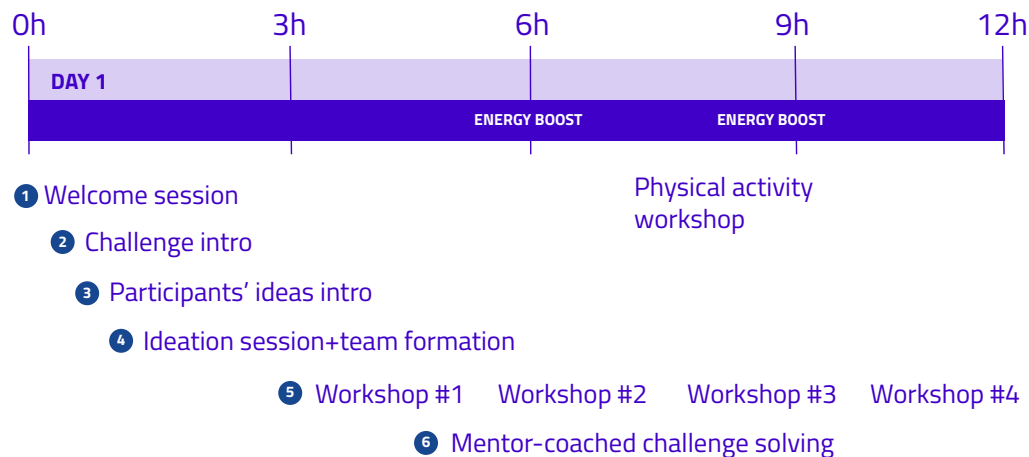 0h 3h 6h 9h 12h
DAY 1
ENERGY BOOST ENERGY BOOST
1 Welcome session
Physical activity
workshop
2 Challenge intro
3 Participants’ ideas intro
4 Ideation session+team formation
5 Workshop #1 Workshop #2 Workshop #3 Workshop #4
6 Mentor-coached challenge solving